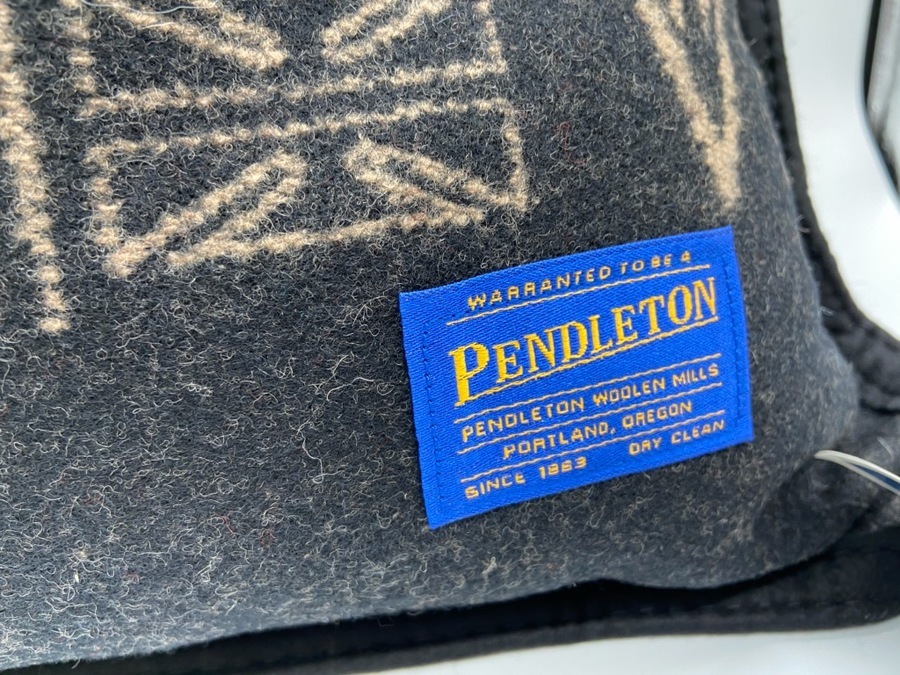 WARRANTED TO BE A
PENDLETON
PENDLETON WOOLEN MILLS
PORTLAND, OREGON
SINCE 1863 DRY CLEAN